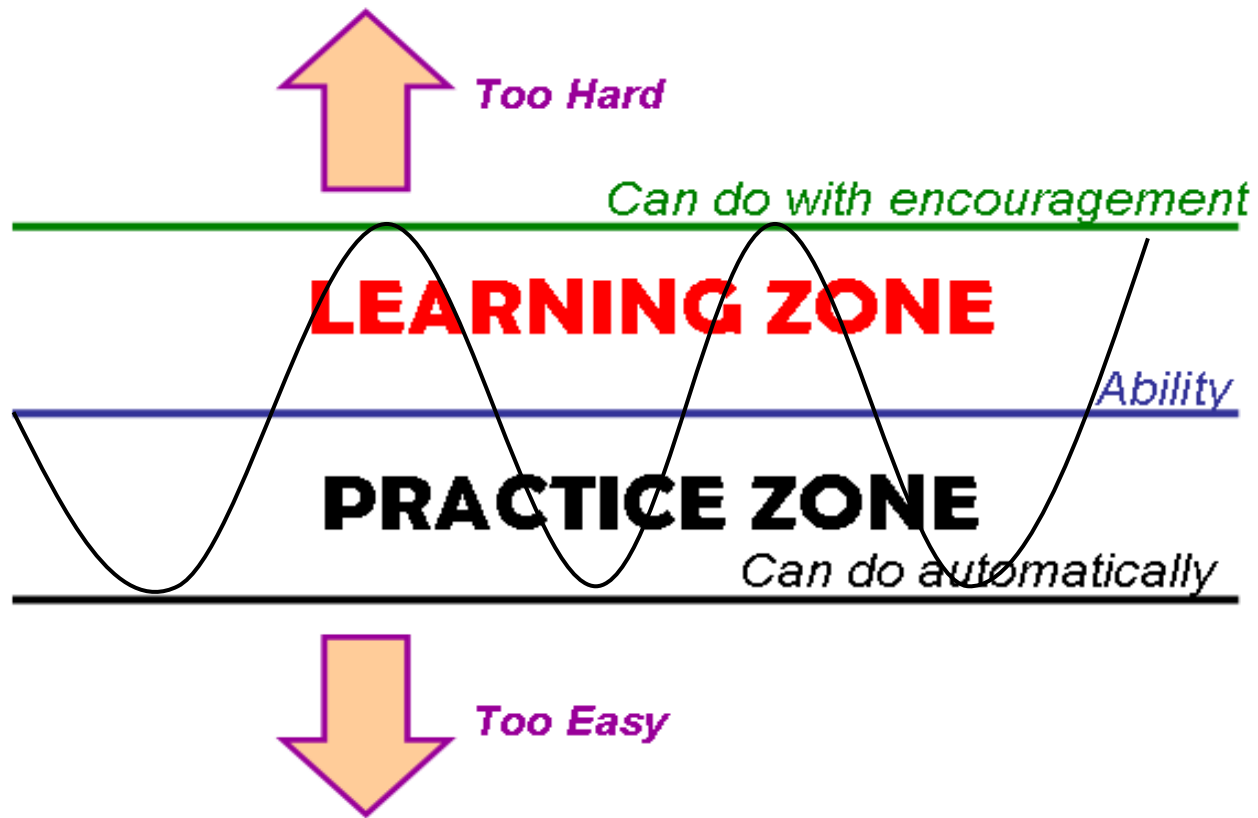 Too Hard
Can do with encouragement
LEARNING ZONE
Ability
PRACTICE ZONE
Can do automatically
Too Easy